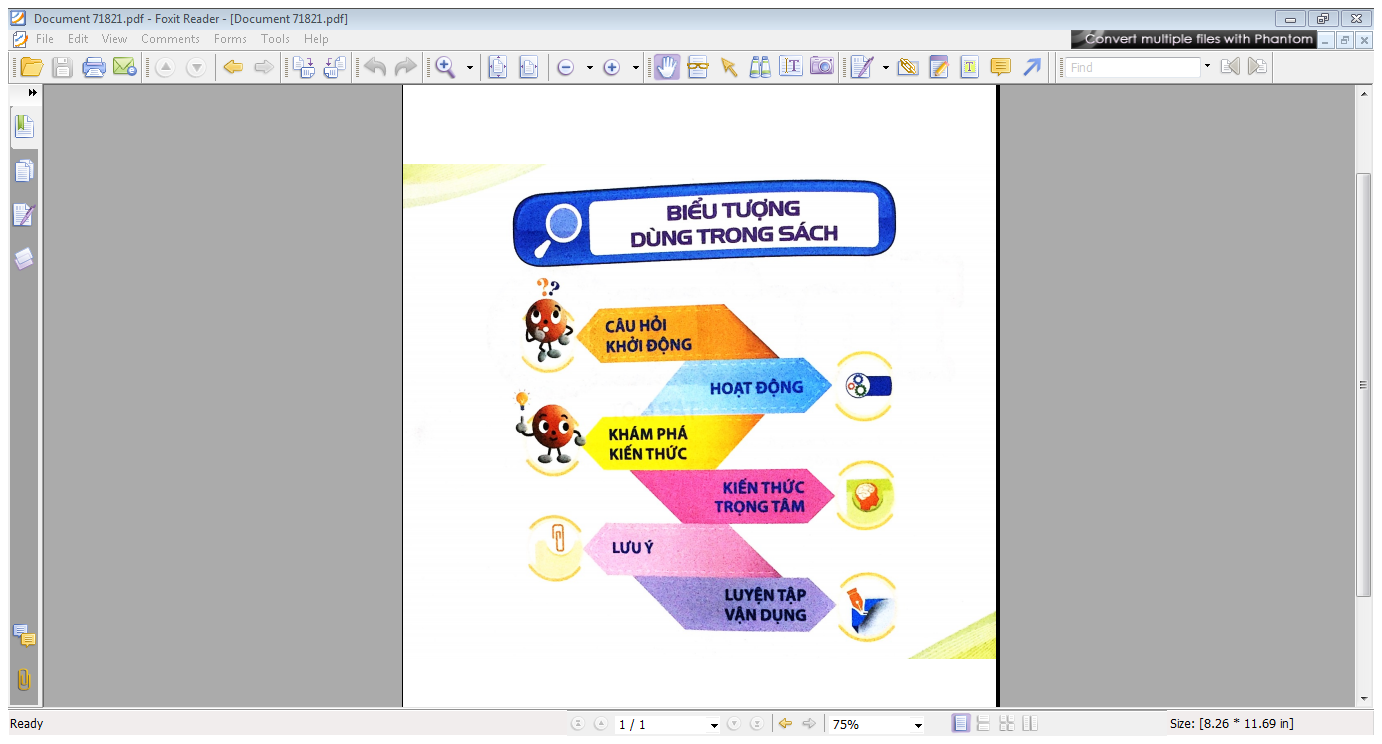 Document 71821.pdf - Foxit Reader - [Document 71821.pdf]
File Edit View Comments Forms Tools Help
Convert multiple files with Phantom
Find
BIỂU TƯỢNG
DÙNG TRONG SÁCH
??
CÂU HỎI
KHỞI ĐỘNG
HOẠT ĐỘNG
KHÁM PHÁ
KIẾN THỨC
KIẾN THỨC
TRỌNG TÂM
LƯU Ý
LUYỆN TẬP
VẬN DỤNG
Ready
1 / 1
75%
Size: [8.26 * 11.69 in]